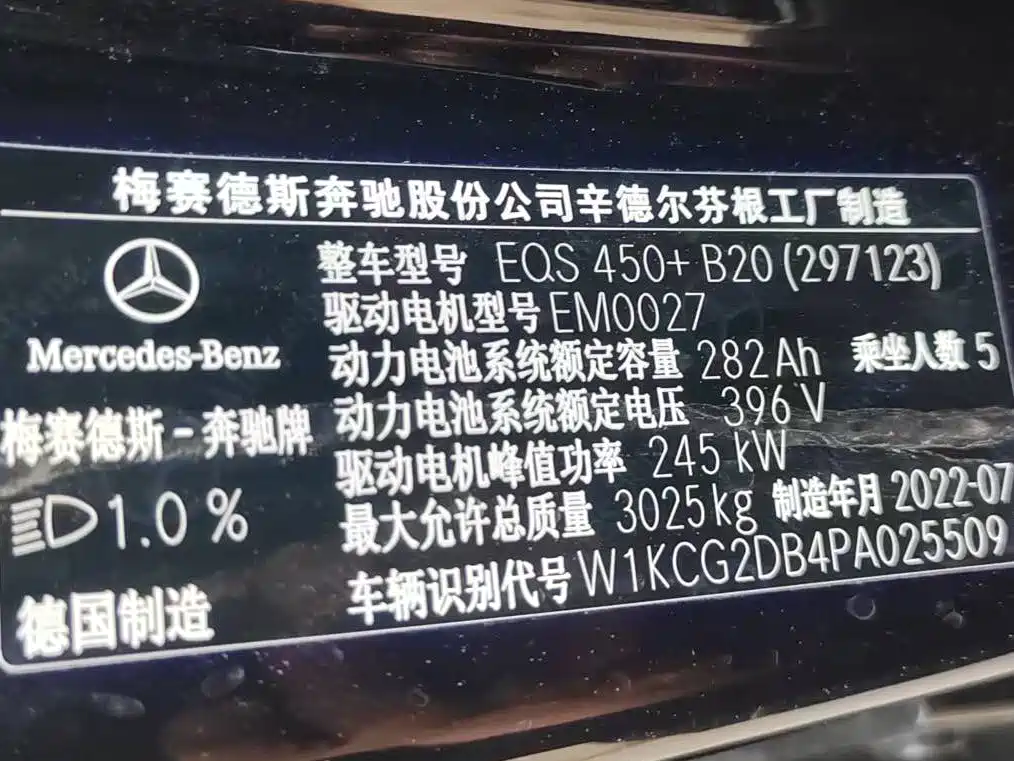 梅赛德斯奔驰股份公司辛德尔芬根工厂制造
Mercedes-Benz
梅赛德斯-奔驰牌
1.0%
德国制造
整车型号 EQS 450+ B20 (297123)
驱动电机型号 EM0027
动力电池系统额定容量 282Ah 乘坐人数 5
动力电池系统额定电压 396 V
驱动电机峰值功率 245 kW
最大允许总质量 3025kg 制造年月 2022-07
车辆识别代号 W1KCG2DB4PA025509